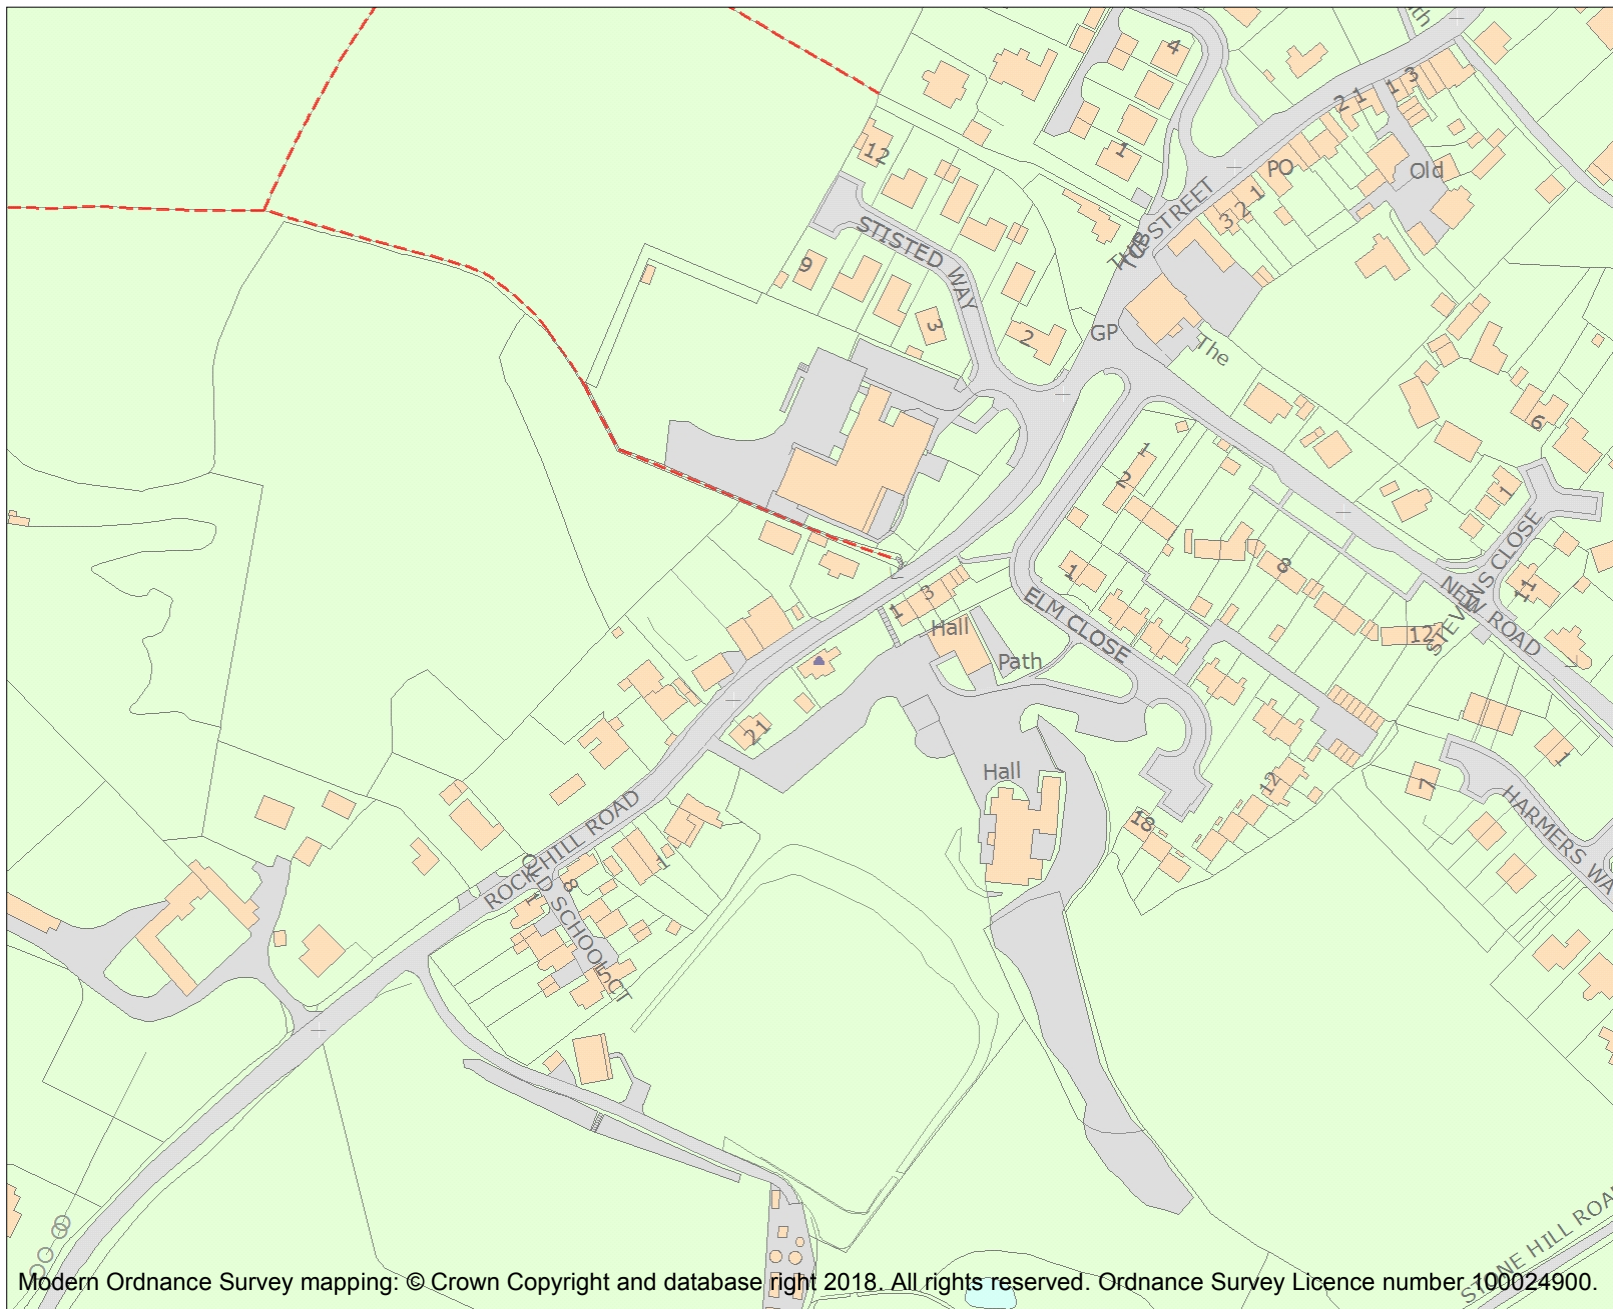 4
th
3
1
1
2
12
1
PO
Old
THE STREET
TCB
1
2
3
STISTED WAY
9
3
2
GP
The
6
1
1
2
STEVENS CLOSE
8
1
11
NEW ROAD
12
1
3
ELM CLOSE
Hall
Path
21
Hall
12
18
7
1
HARMERS WA
ROCK HILL ROAD
OLD SCHOOL CT
8
1
1
5
STONE HILL ROA
Modern Ordnance Survey mapping: © Crown Copyright and database right 2018. All rights reserved. Ordnance Survey Licence number 100024900.